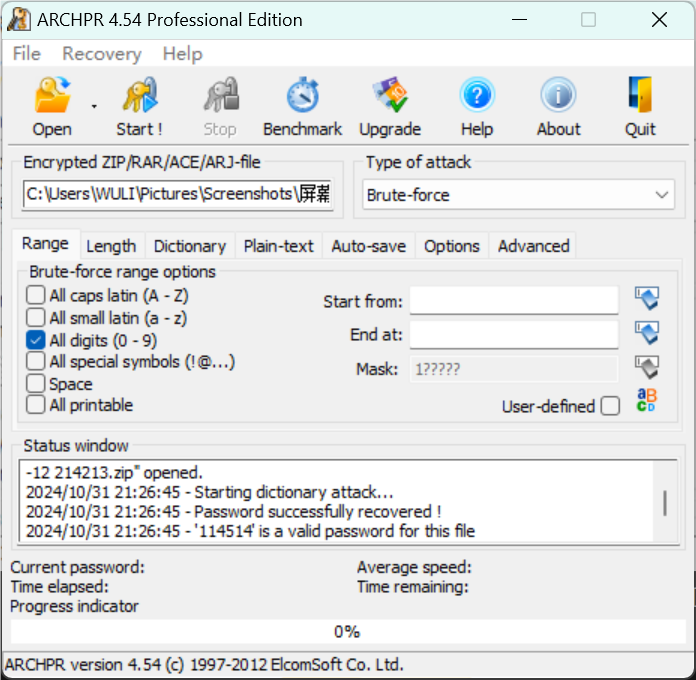 ARCHPR 4.54 Professional Edition
File Recovery Help
Open Start ! Stop Benchmark Upgrade Help About Quit
Encrypted ZIP/RAR/ACE/ARJ-file
C:\Users\WULI\Pictures\Screenshots\屏幕
Type of attack
Brute-force
Range Length Dictionary Plain-text Auto-save Options Advanced
Brute-force range options
All caps latin (A - Z)
All small latin (a - z)
All digits (0 - 9)
All special symbols (!@...)
Space
All printable
Start from:
End at:
Mask: 1?????
User-defined
Status window
-12 214213.zip" opened.
2024/10/31 21:26:45 - Starting dictionary attack...
2024/10/31 21:26:45 - Password successfully recovered !
2024/10/31 21:26:45 - '114514' is a valid password for this file
Current password:
Average speed:
Time elapsed:
Time remaining:
Progress indicator
0%
ARCHPR version 4.54 (c) 1997-2012 ElcomSoft Co. Ltd.